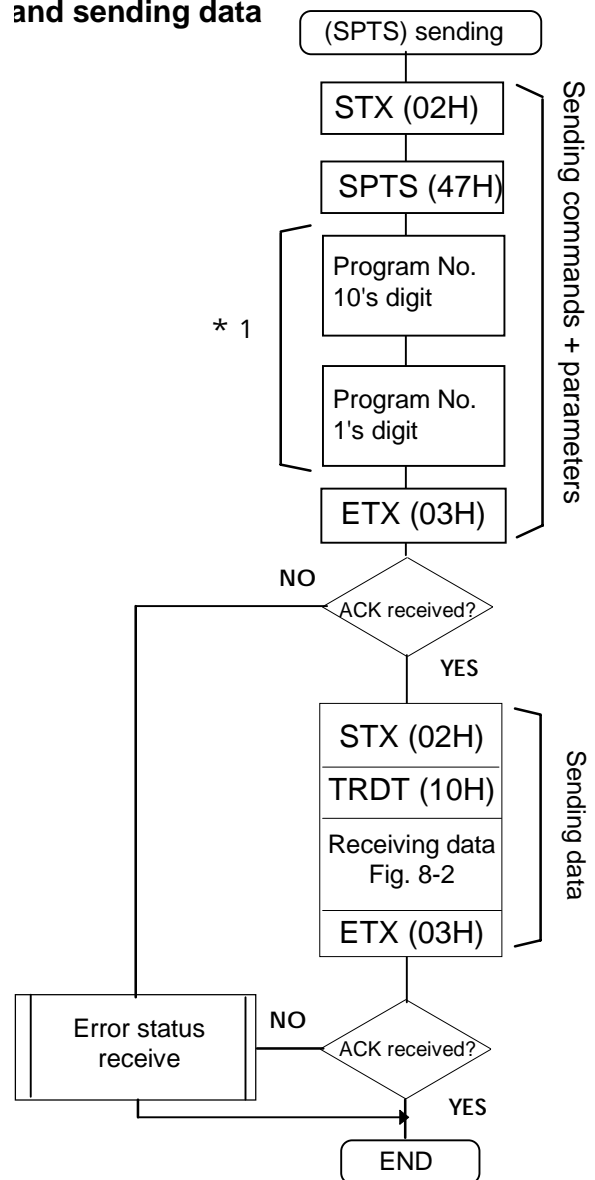 and sending data
(SPTS) sending
STX (02H)
SPTS (47H)
Program No.
10's digit
* 1
Program No.
1's digit
ETX (03H)
Sending commands + parameters
NO
ACK received?
YES
STX (02H)
TRDT (10H)
Receiving data
Fig. 8-2
ETX (03H)
Sending data
Error status
receive
NO
ACK received?
YES
END